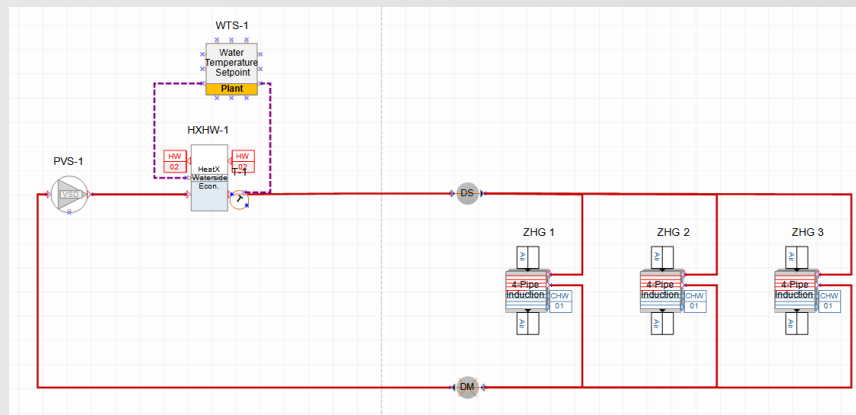 WTS-1
Water
Temperature
Setpoint
Plant
HXHW-1
PVS-1
HW
02
HeatX
Waterside
Econ.
HW
02
T-1
VSD
DS
ZHG 1
ZHG 2
ZHG 3
Air
4-Pipe
Induction
CHW
01
Air
Air
4-Pipe
Induction
CHW
01
Air
Air
4-Pipe
Induction
CHW
01
Air
DM